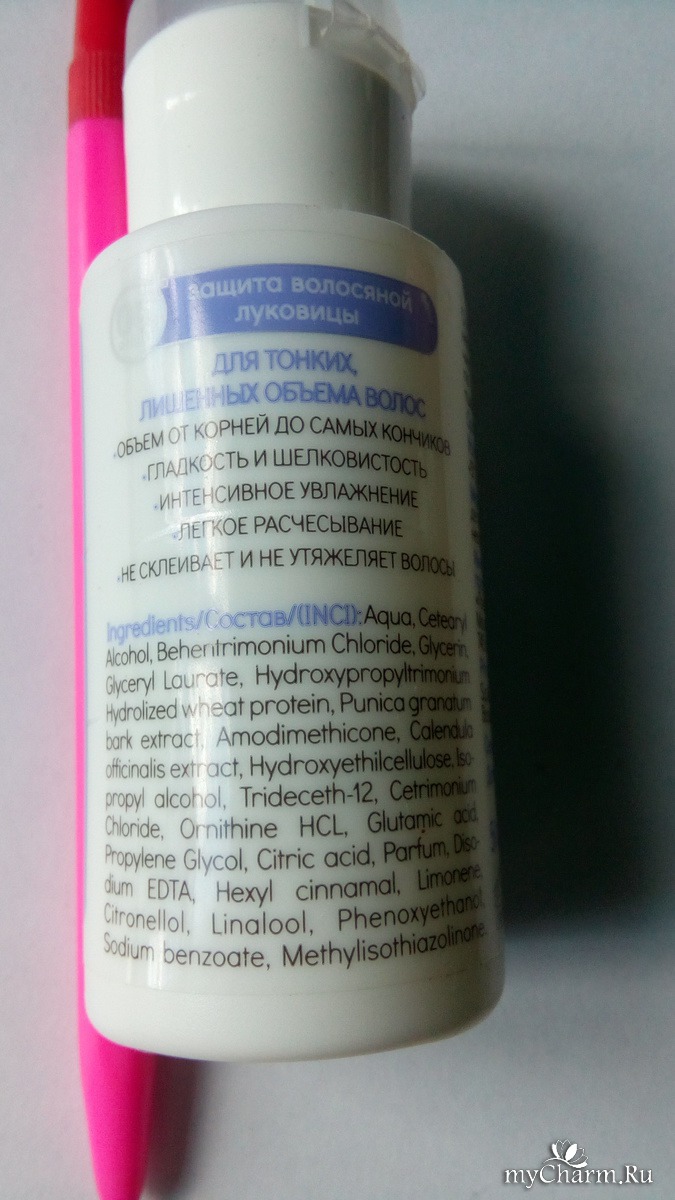 защита волосяной
луковицы
ДЛЯ ТОНКИХ,
ЛИШЕННЫХ ОБЪЕМА ВОЛОС
•ОБЪЕМ ОТ КОРНЕЙ ДО САМЫХ КОНЧИКОВ
•ГЛАДКОСТЬ И ШЕЛКОВИСТОСТЬ
•ИНТЕНСИВНОЕ УВЛАЖНЕНИЕ
•ЛЕГКОЕ РАСЧЕСЫВАНИЕ
•НЕ СКЛЕИВАЕТ И НЕ УТЯЖЕЛЯЕТ ВОЛОСЫ
Ingredients/Состав/(INCI): Aqua, Cetearyl
Alcohol, Behentrimonium Chloride, Glycerin,
Glyceryl Laurate, Hydroxypropyltrimonium
Hydrolized wheat protein, Punica granatum
bark extract, Amodimethicone, Calendula
officinalis extract, Hydroxyethilcellulose, Iso-
propyl alcohol, Trideceth-12, Cetrimonium
Chloride, Ornithine HCL, Glutamic acid,
Propylene Glycol, Citric acid, Parfum, Diso-
dium EDTA, Hexyl cinnamal, Limonene,
Citronellol, Linalool, Phenoxyethanol,
Sodium benzoate, Methylisothiazolinone.
myCharm.Ru